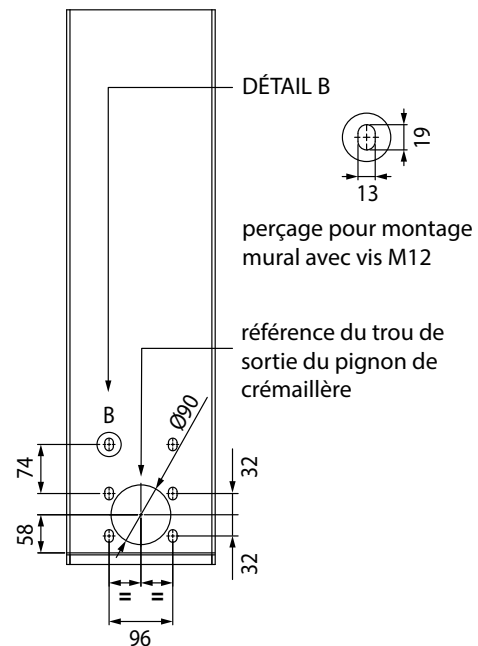 DÉTAIL B
19
13
perçage pour montage
mural avec vis M12
référence du trou de
sortie du pignon de
crémaillère
B
Ø90
74
32
58
32
= =
96